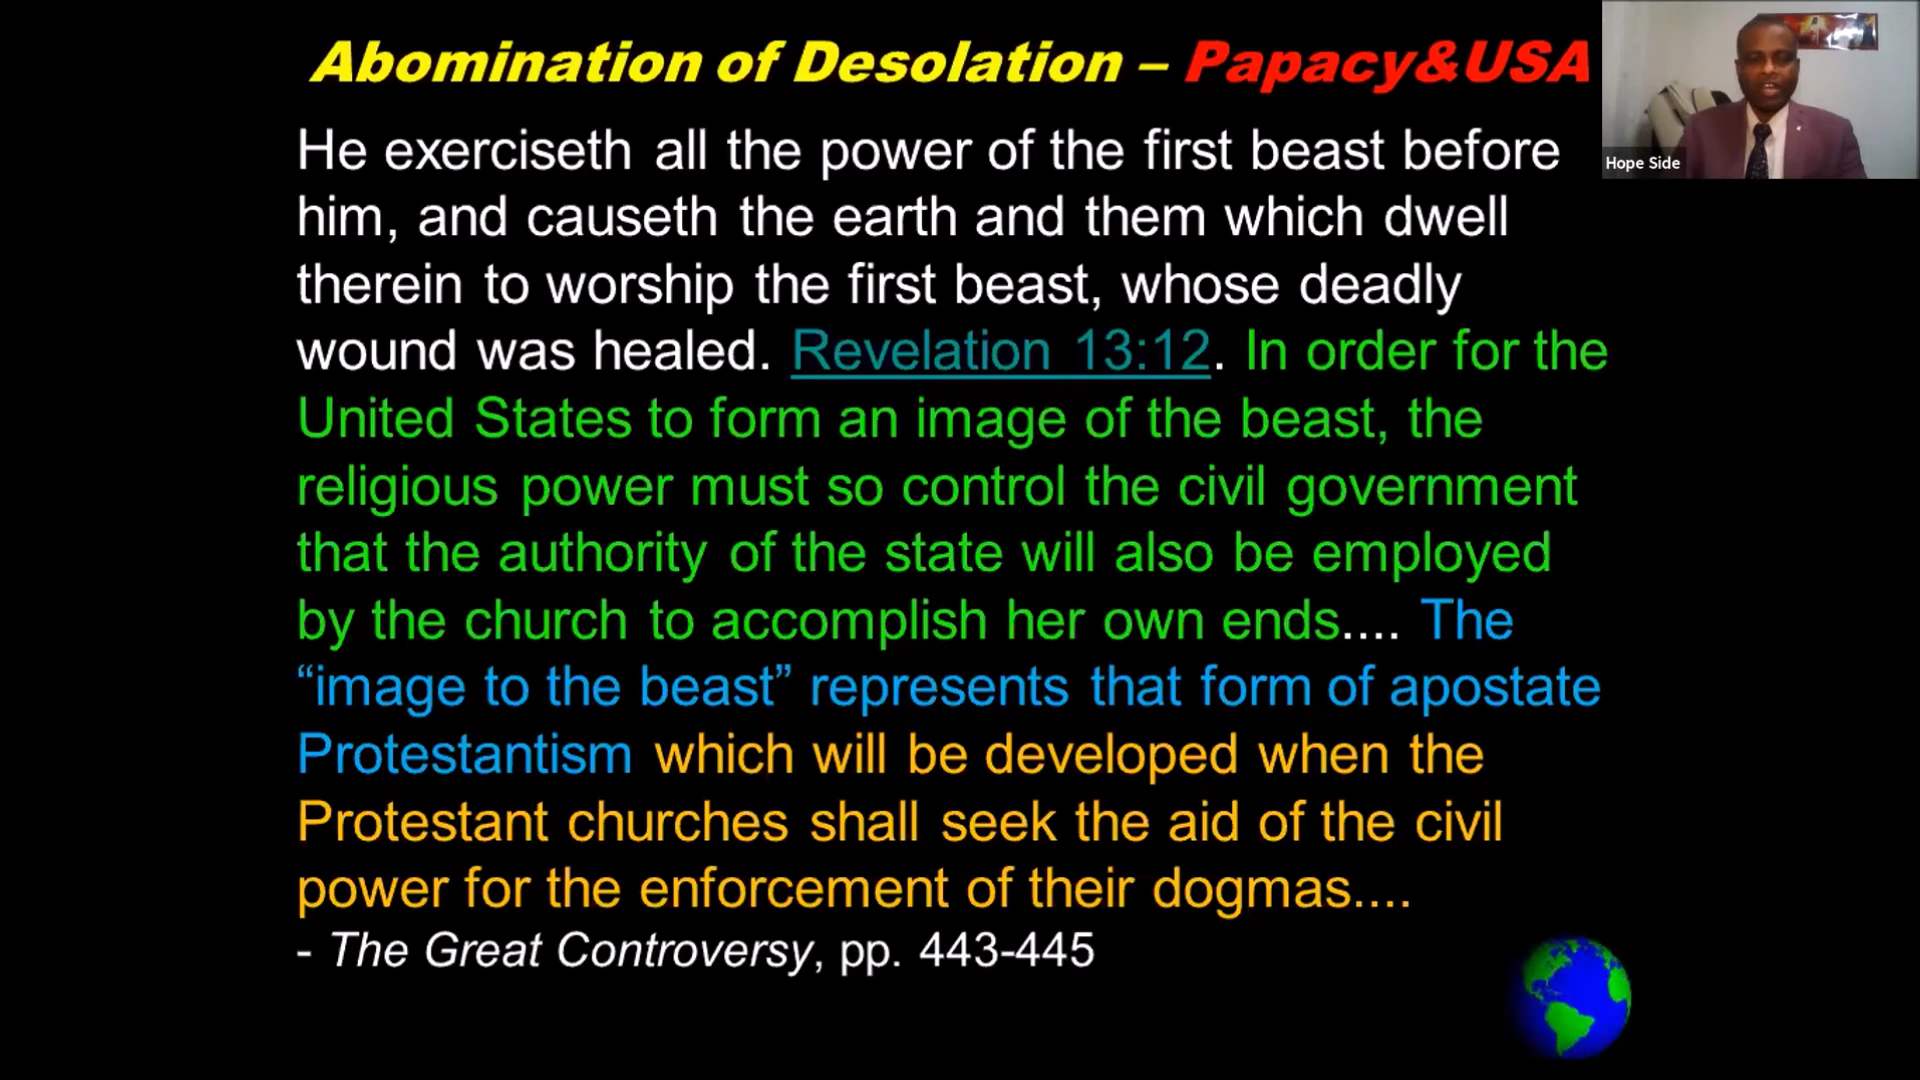 Abomination of Desolation – Papacy&USA
He exerciseth all the power of the first beast before
him, and causeth the earth and them which dwell
therein to worship the first beast, whose deadly
wound was healed. Revelation 13:12. In order for the
United States to form an image of the beast, the
religious power must so control the civil government
that the authority of the state will also be employed
by the church to accomplish her own ends.... The
“image to the beast” represents that form of apostate
Protestantism which will be developed when the
Protestant churches shall seek the aid of the civil
power for the enforcement of their dogmas....
- The Great Controversy, pp. 443-445
Hope Side